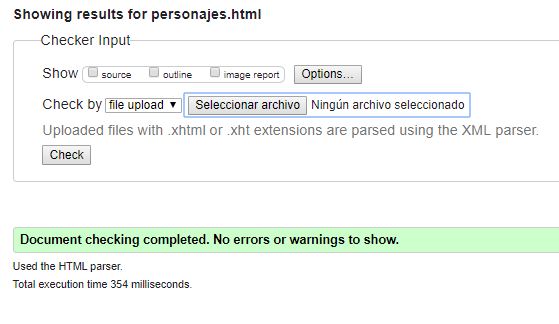 Showing results for personajes.html
Checker Input
Show source outline image report Options...
Check by file upload Seleccionar archivo Ningún archivo seleccionado
Uploaded files with .xhtml or .xht extensions are parsed using the XML parser.
Check
Document checking completed. No errors or warnings to show.
Used the HTML parser.
Total execution time 354 milliseconds.